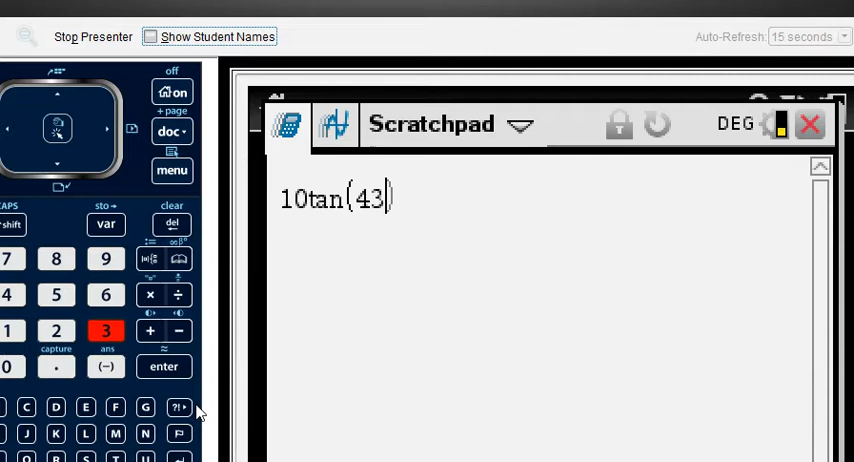 Stop Presenter Show Student Names Auto-Refresh: 15 seconds
off
on
+ page
doc
menu
CAPS sto→ clear
shift var del
:= ∞β°
7 8 9
4 5 6 × ÷
1 2 3 + −
capture ans ≈
0 . (−) enter
C D E F G ?!▸
J K L M N
Q R S T U
Scratchpad DEG
10tan(43)